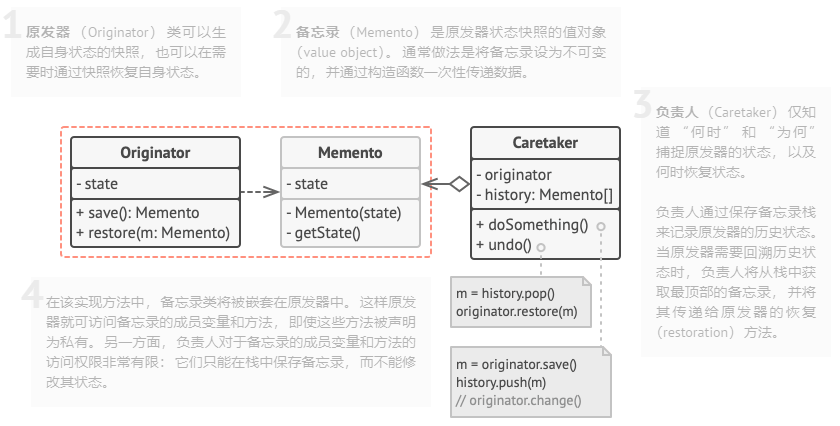 1
原发器 （Originator） 类可以生
成自身状态的快照，也可以在需
要时通过快照恢复自身状态。
2
备忘录（Memento）是原发器状态快照的值对象
（value object）。通常做法是将备忘录设为不可变
的，并通过构造函数一次性传递数据。
3
负责人（Caretaker）仅知
道 “何时” 和 “为何”
捕捉原发器的状态，以及
何时恢复状态。
负责人通过保存备忘录栈
来记录原发器的历史状态。
当原发器需要回溯历史状
态时，负责人将从栈中获
取最顶部的备忘录，并将
其传递给原发器的恢复
（restoration）方法。
Originator
- state
+ save(): Memento
+ restore(m: Memento)
Memento
- state
- Memento(state)
- getState()
Caretaker
- originator
- history: Memento[]
+ doSomething()
+ undo()
m = history.pop()
originator.restore(m)
m = originator.save()
history.push(m)
// originator.change()
4
在该实现方法中，备忘录类将被嵌套在原发器中。这样原发
器就可访问备忘录的成员变量和方法，即使这些方法被声明
为私有。另一方面，负责人对于备忘录的成员变量和方法的
访问权限非常有限：它们只能在栈中保存备忘录，而不能修
改其状态。